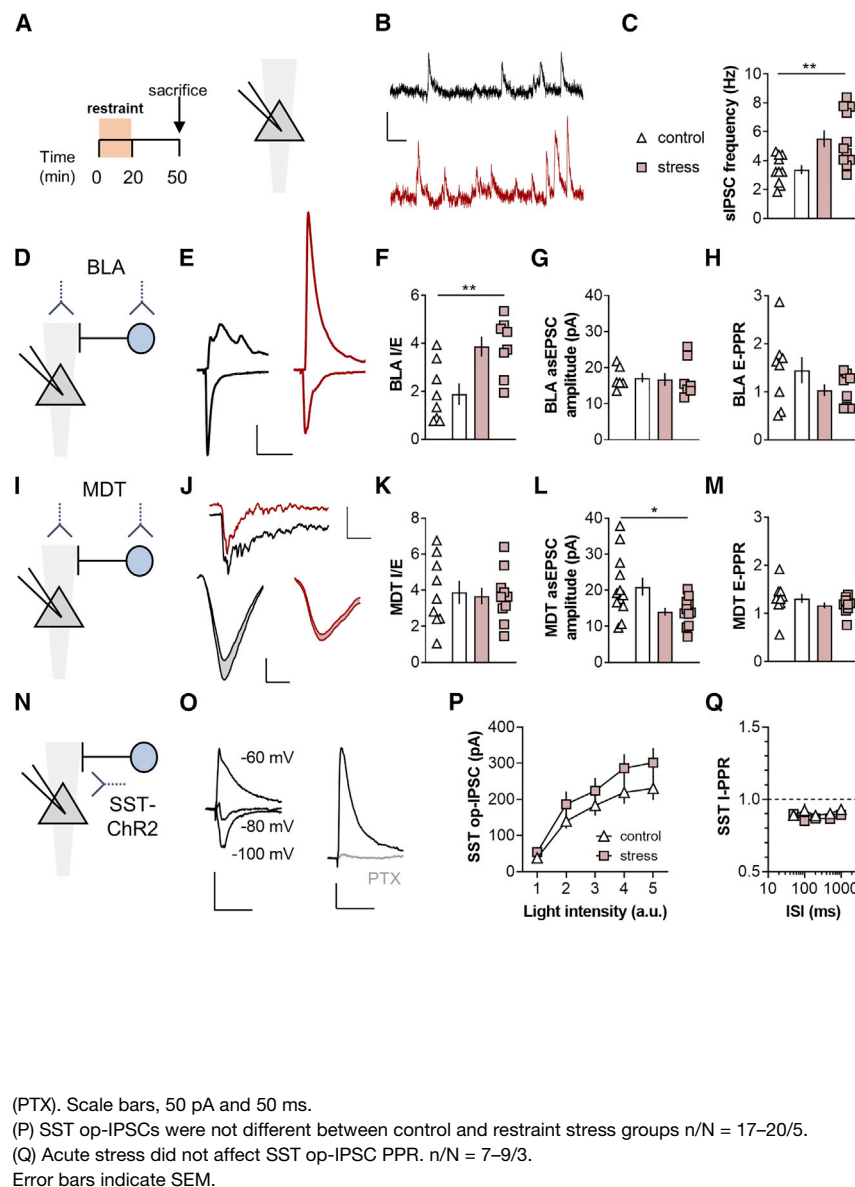 A
B
C
sacrifice
restraint
Time
(min)
0
20
50
control
stress
sIPSC frequency (Hz)
10
8
6
4
2
0
**
D
BLA
E
F
BLA I/E
6
4
2
0
**
G
BLA asEPSC
amplitude (pA)
40
30
20
10
0
H
BLA E-PPR
3
2
1
0
I
MDT
J
K
MDT I/E
8
6
4
2
0
L
MDT asEPSC
amplitude (pA)
40
30
20
10
0
*
M
MDT E-PPR
3
2
1
0
N
SST-
ChR2
O
-60 mV
-80 mV
-100 mV
PTX
P
SST op-IPSC (pA)
400
300
200
100
0
control
stress
1 2 3 4 5
Light intensity (a.u.)
Q
SST I-PPR
1.5
1.0
0.5
10 100 1000
ISI (ms)
(PTX). Scale bars, 50 pA and 50 ms.
(P) SST op-IPSCs were not different between control and restraint stress groups n/N = 17–20/5.
(Q) Acute stress did not affect SST op-IPSC PPR. n/N = 7–9/3.
Error bars indicate SEM.